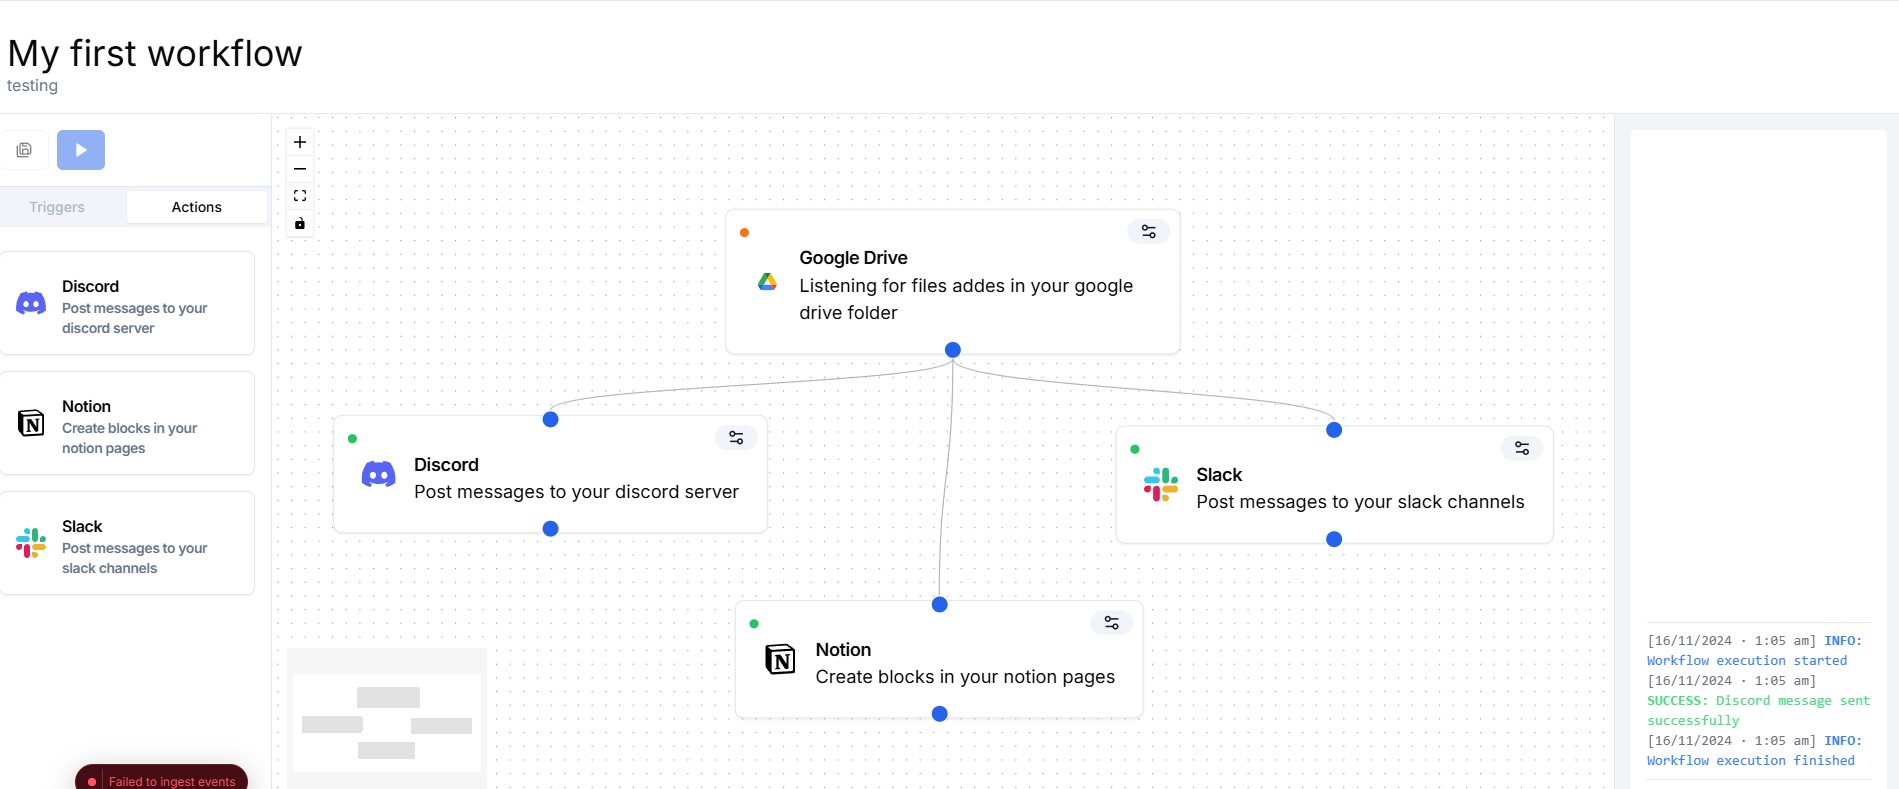 My first workflow
testing
Triggers
Actions
Discord
Post messages to your
discord server
Notion
Create blocks in your
notion pages
Slack
Post messages to your
slack channels
Failed to ingest events
Google Drive
Listening for files addes in your google
drive folder
Discord
Post messages to your discord server
Slack
Post messages to your slack channels
Notion
Create blocks in your notion pages
[16/11/2024 · 1:05 am] INFO:
Workflow execution started
[16/11/2024 · 1:05 am]
SUCCESS: Discord message sent
successfully
[16/11/2024 · 1:05 am] INFO:
Workflow execution finished